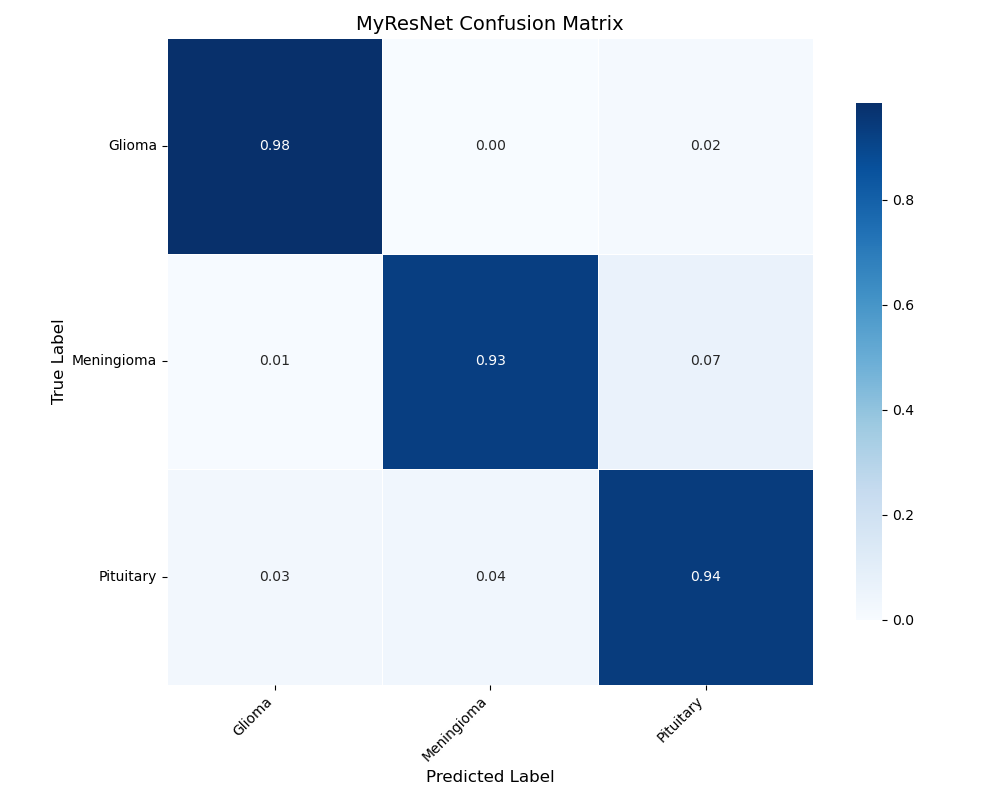 MyResNet Confusion Matrix
True Label
Glioma
0.98
0.00
0.02
Meningioma
0.01
0.93
0.07
Pituitary
0.03
0.04
0.94
Glioma
Meningioma
Pituitary
Predicted Label
0.8
0.6
0.4
0.2
0.0